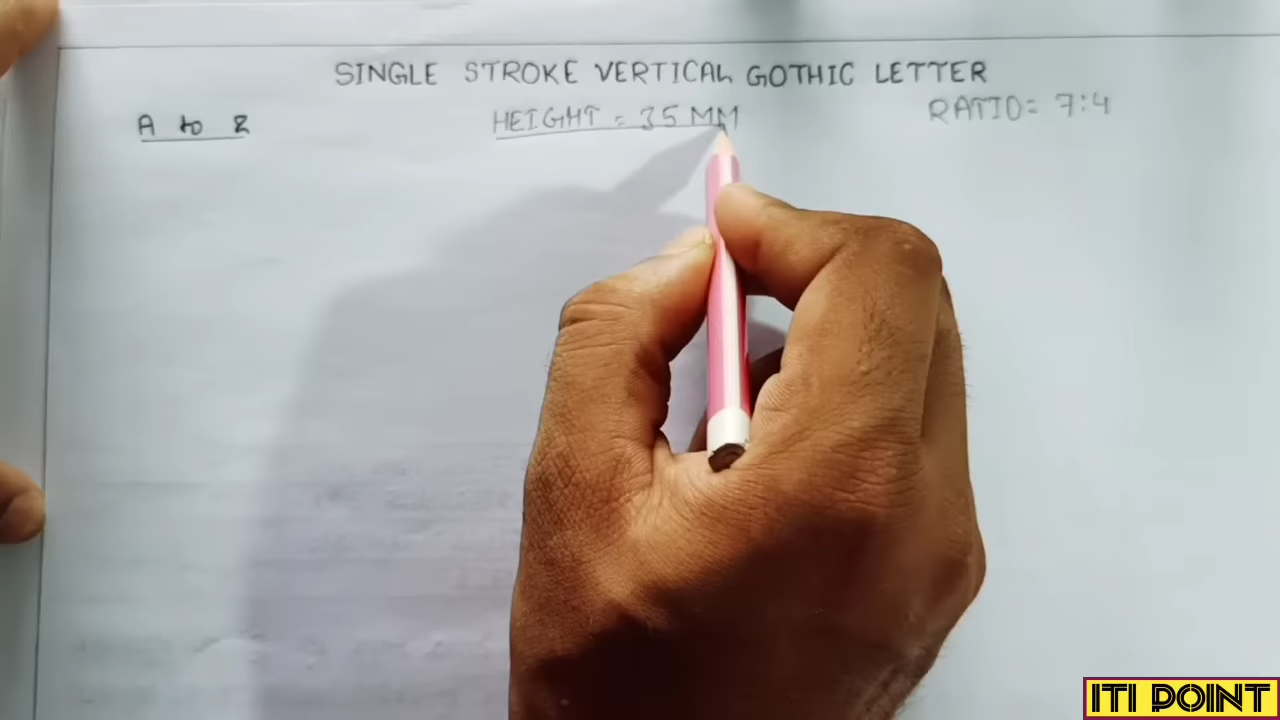 SINGLE STROKE VERTICAL GOTHIC LETTER
A to Z HEIGHT = 35 MM RATIO= 7:4
ITI POINT